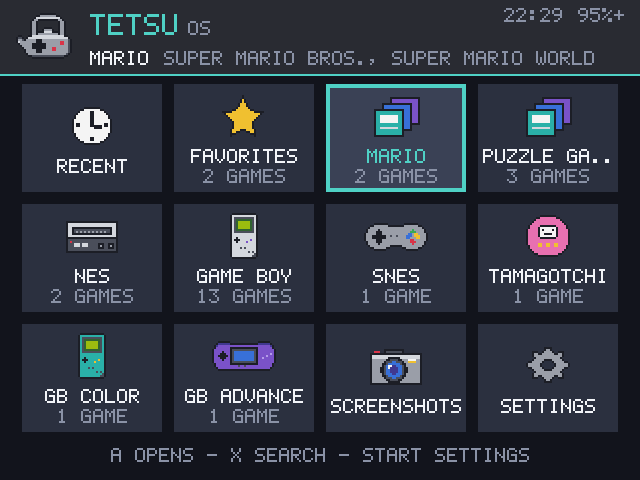 TETSU OS
22:29 95%+
MARIO SUPER MARIO BROS., SUPER MARIO WORLD
RECENT
FAVORITES
2 GAMES
MARIO
2 GAMES
PUZZLE GA..
3 GAMES
NES
2 GAMES
GAME BOY
13 GAMES
SNES
1 GAME
TAMAGOTCHI
1 GAME
GB COLOR
1 GAME
GB ADVANCE
1 GAME
SCREENSHOTS
SETTINGS
A OPENS - X SEARCH - START SETTINGS